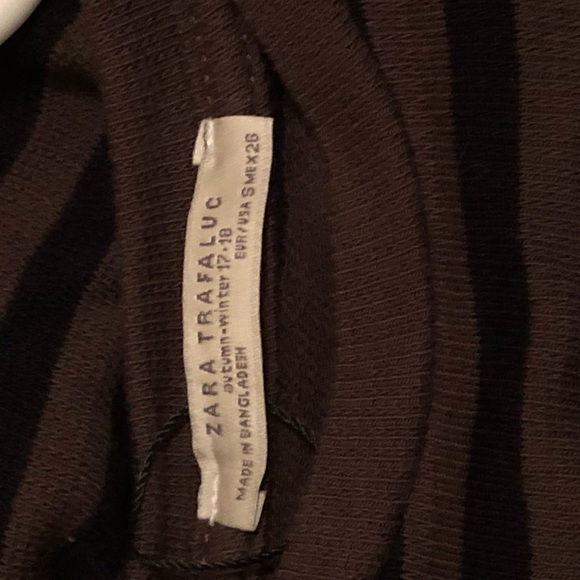 ZARA TRAFALUC
autumn-winter 17-18
MADE IN BANGLADESH EUR/USA S MEX 26